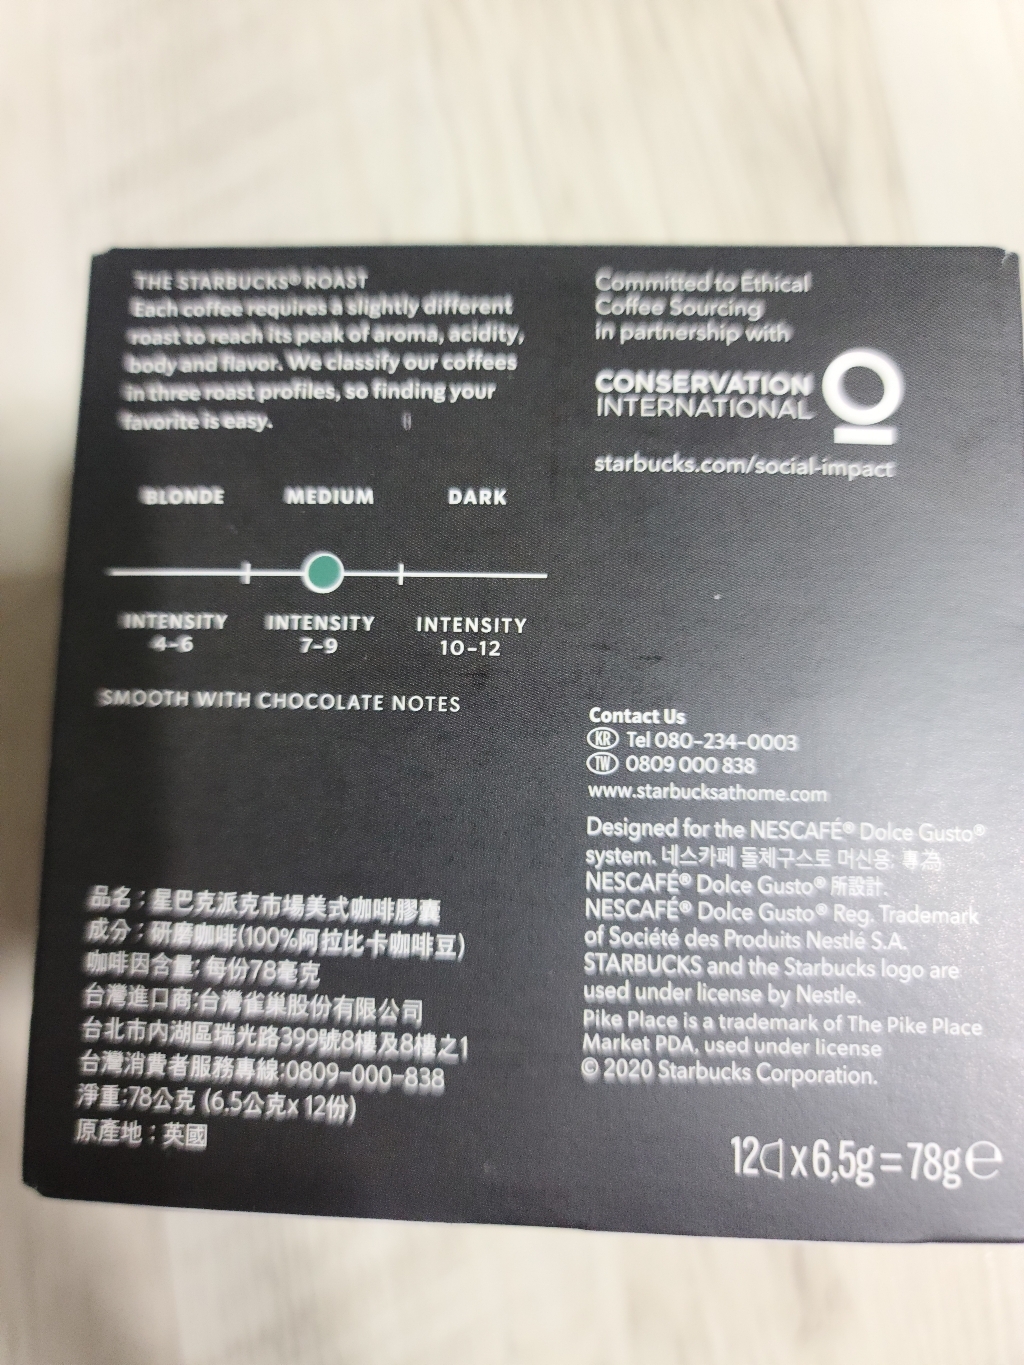 THE STARBUCKS® ROAST
Each coffee requires a slightly different
roast to reach its peak of aroma, acidity,
body and flavor. We classify our coffees
in three roast profiles, so finding your
favorite is easy.
BLONDE MEDIUM DARK
INTENSITY INTENSITY INTENSITY
4-6 7-9 10-12
SMOOTH WITH CHOCOLATE NOTES
品名：星巴克派克市場美式咖啡膠囊
成分：研磨咖啡(100%阿拉比卡咖啡豆)
咖啡因含量: 每份78毫克
台灣進口商:台灣雀巢股份有限公司
台北市內湖區瑞光路399號8樓及8樓之1
台灣消費者服務專線:0809-000-838
淨重:78公克 (6.5公克x 12份)
原產地：英國
Committed to Ethical
Coffee Sourcing
in partnership with
CONSERVATION
INTERNATIONAL
starbucks.com/social-impact
Contact Us
KR Tel 080-234-0003
TW 0809 000 838
www.starbucksathome.com
Designed for the NESCAFÉ® Dolce Gusto®
system. 네스카페 돌체구스토 머신용: 專為
NESCAFÉ® Dolce Gusto® 所設計.
NESCAFÉ® Dolce Gusto® Reg. Trademark
of Société des Produits Nestlé S.A.
STARBUCKS and the Starbucks logo are
used under license by Nestle.
Pike Place is a trademark of The Pike Place
Market PDA, used under license
© 2020 Starbucks Corporation.
12 x 6,5g = 78g ℮